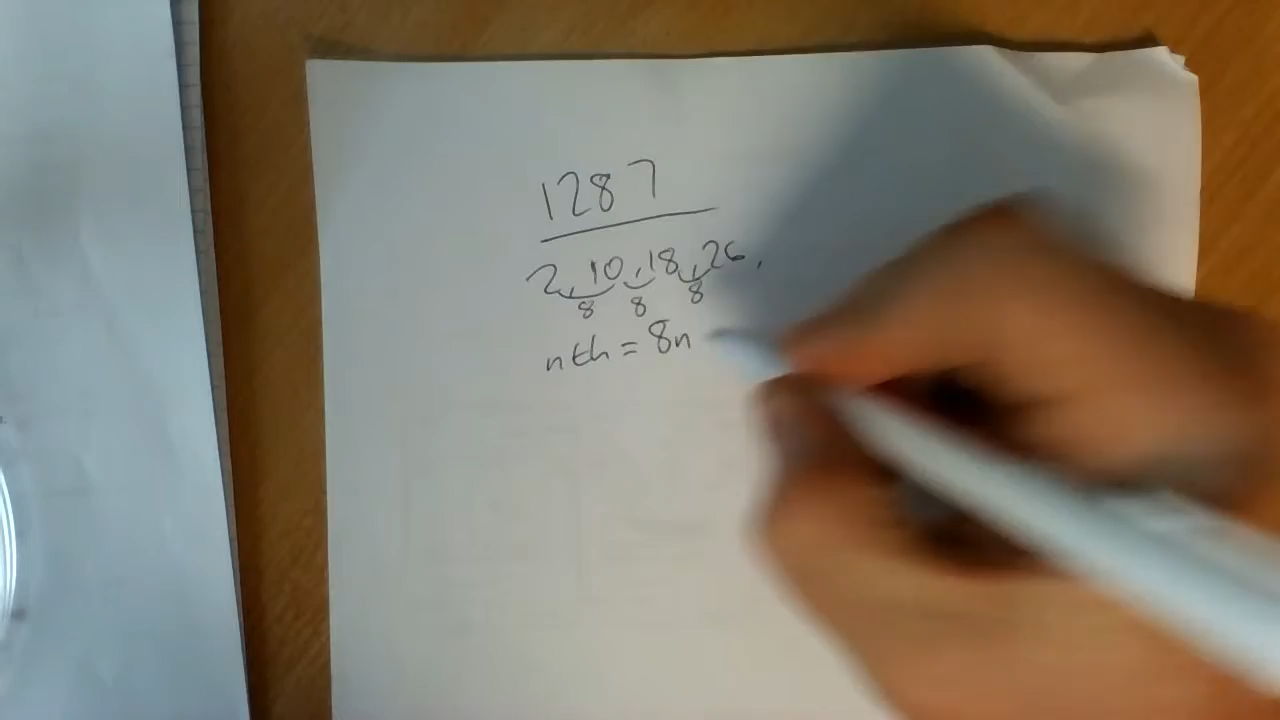 1287
2, 10, 18, 26,
8 8 8
nth = 8n -